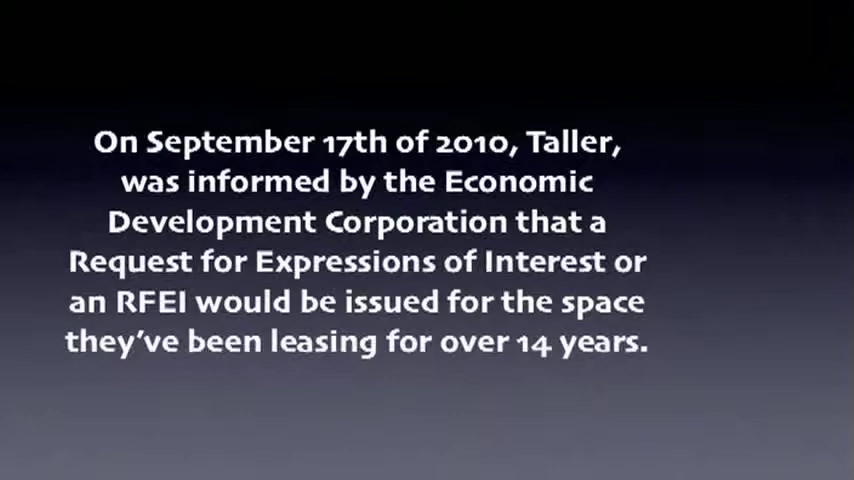 On September 17th of 2010, Taller,
was informed by the Economic
Development Corporation that a
Request for Expressions of Interest or
an RFEI would be issued for the space
they’ve been leasing for over 14 years.